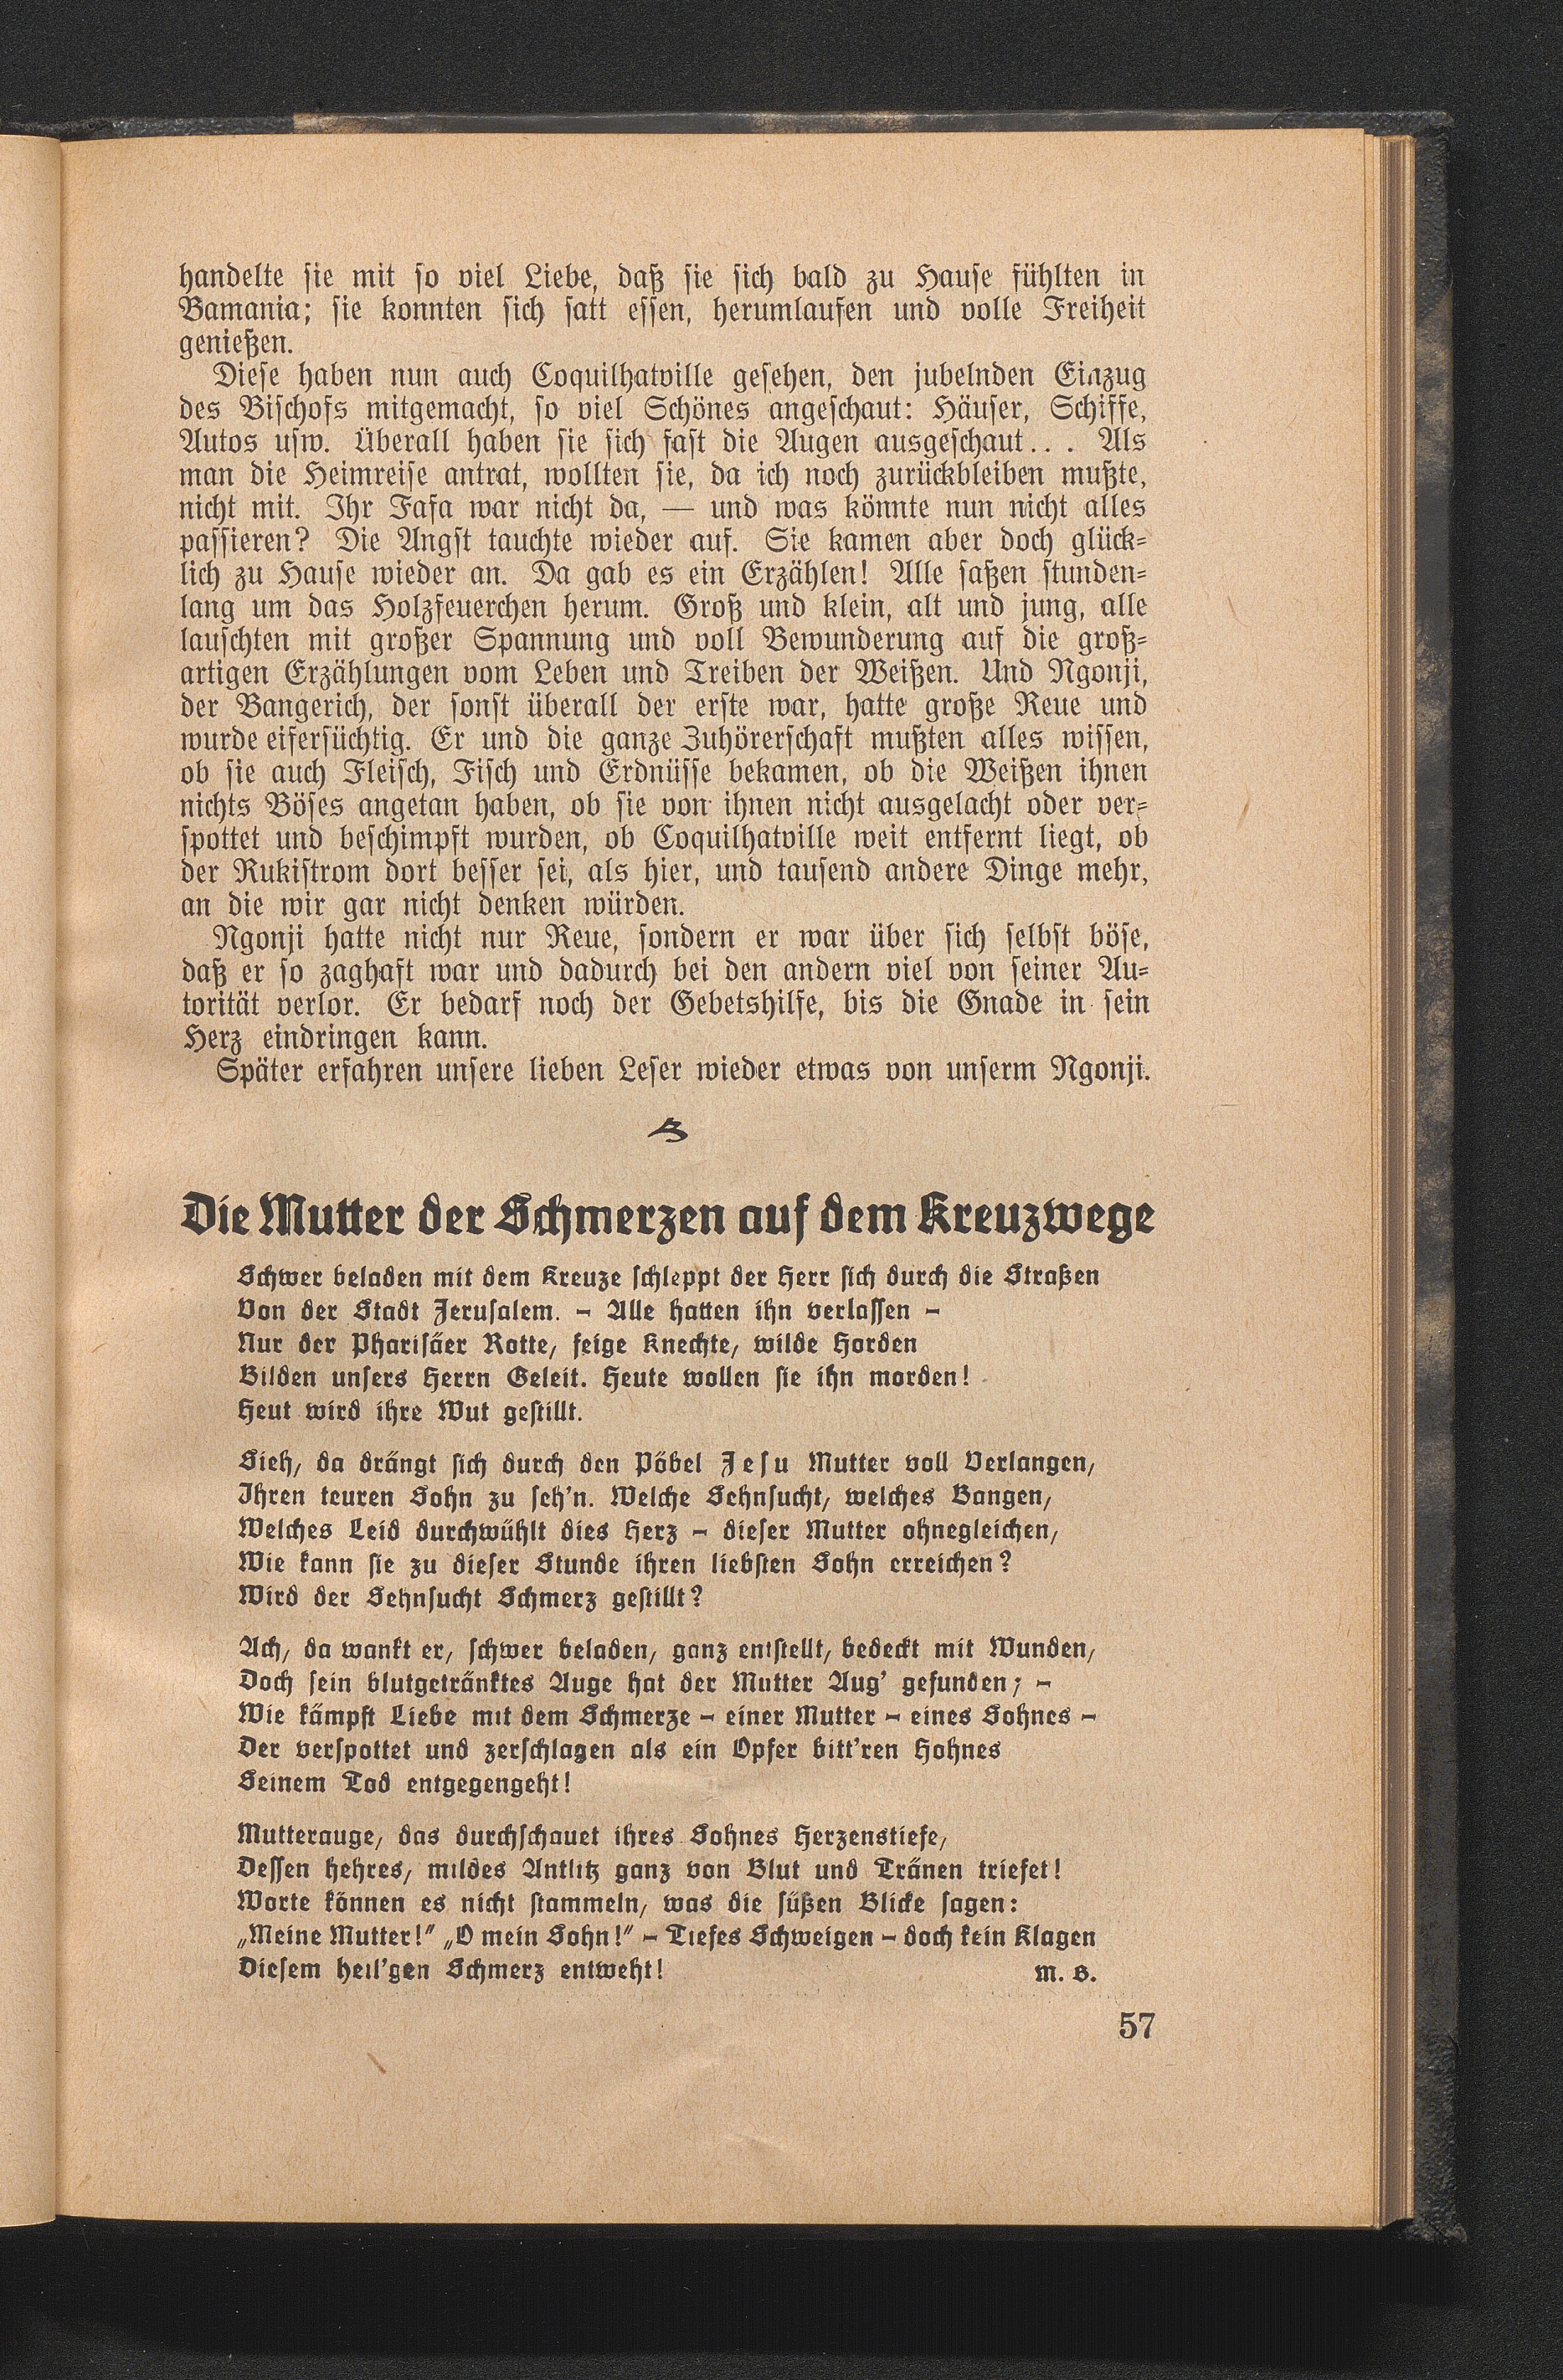 handelte sie mit so viel Liebe, daß sie sich bald zu Hause fühlten in
Bamania; sie konnten sich satt essen, herumlaufen und volle Freiheit
genießen.
Diese haben nun auch Coquilhatville gesehen, den jubelnden Einzug
des Bischofs mitgemacht, so viel Schönes angeschaut: Häuser, Schiffe,
Autos usw. Überall haben sie sich fast die Augen ausgeschaut... Als
man die Heimreise antrat, wollten sie, da ich noch zurückbleiben mußte,
nicht mit. Ihr Fafa war nicht da, — und was könnte nun nicht alles
passieren? Die Angst tauchte wieder auf. Sie kamen aber doch glück-
lich zu Hause wieder an. Da gab es ein Erzählen! Alle saßen stunden-
lang um das Holzfeuerchen herum. Groß und klein, alt und jung, alle
lauschten mit großer Spannung und voll Bewunderung auf die groß-
artigen Erzählungen vom Leben und Treiben der Weißen. Und Ngonji,
der Bangerich, der sonst überall der erste war, hatte große Reue und
wurde eifersüchtig. Er und die ganze Zuhörerschaft mußten alles wissen,
ob sie auch Fleisch, Fisch und Erdnüsse bekamen, ob die Weißen ihnen
nichts Böses angetan haben, ob sie von ihnen nicht ausgelacht oder ver-
spottet und beschimpft wurden, ob Coquilhatville weit entfernt liegt, ob
der Rukistrom dort besser sei, als hier, und tausend andere Dinge mehr,
an die wir gar nicht denken würden.
Ngonji hatte nicht nur Reue, sondern er war über sich selbst böse,
daß er so zaghaft war und dadurch bei den andern viel von seiner Au-
torität verlor. Er bedarf noch der Gebetshilfe, bis die Gnade in sein
Herz eindringen kann.
Später erfahren unsere lieben Leser wieder etwas von unserm Ngonji.
Die Mutter der Schmerzen auf dem Kreuzwege
Schwer beladen mit dem Kreuze schleppt der Herr sich durch die Straßen
Von der Stadt Jerusalem. – Alle hatten ihn verlassen –
Nur der Pharisäer Rotte, feige Knechte, wilde Horden
Bilden unsers Herrn Geleit. Heute wollen sie ihn morden!
Heut wird ihre Wut gestillt.
Sieh, da drängt sich durch den Pöbel Jesu Mutter voll Verlangen,
Ihren teuren Sohn zu seh'n. Welche Sehnsucht, welches Bangen,
Welches Leid durchwühlt dies Herz – dieser Mutter ohnegleichen,
Wie kann sie zu dieser Stunde ihren liebsten Sohn erreichen?
Wird der Sehnsucht Schmerz gestillt?
Ach, da wankt er, schwer beladen, ganz entstellt, bedeckt mit Wunden,
Doch sein blutgetränktes Auge hat der Mutter Aug' gefunden; –
Wie kämpft Liebe mit dem Schmerze – einer Mutter – eines Sohnes –
Der verspottet und zerschlagen als ein Opfer bitt'ren Hohnes
Seinem Tod entgegengeht!
Mutterauge, das durchschauet ihres Sohnes Herzenstiefe,
Dessen hehres, mildes Antlitz ganz von Blut und Tränen triefet!
Worte können es nicht stammeln, was die süßen Blicke sagen:
„Meine Mutter!" „O mein Sohn!" – Tiefes Schweigen – doch kein Klagen
Diesem heil'gen Schmerz entweht! M. B.
57